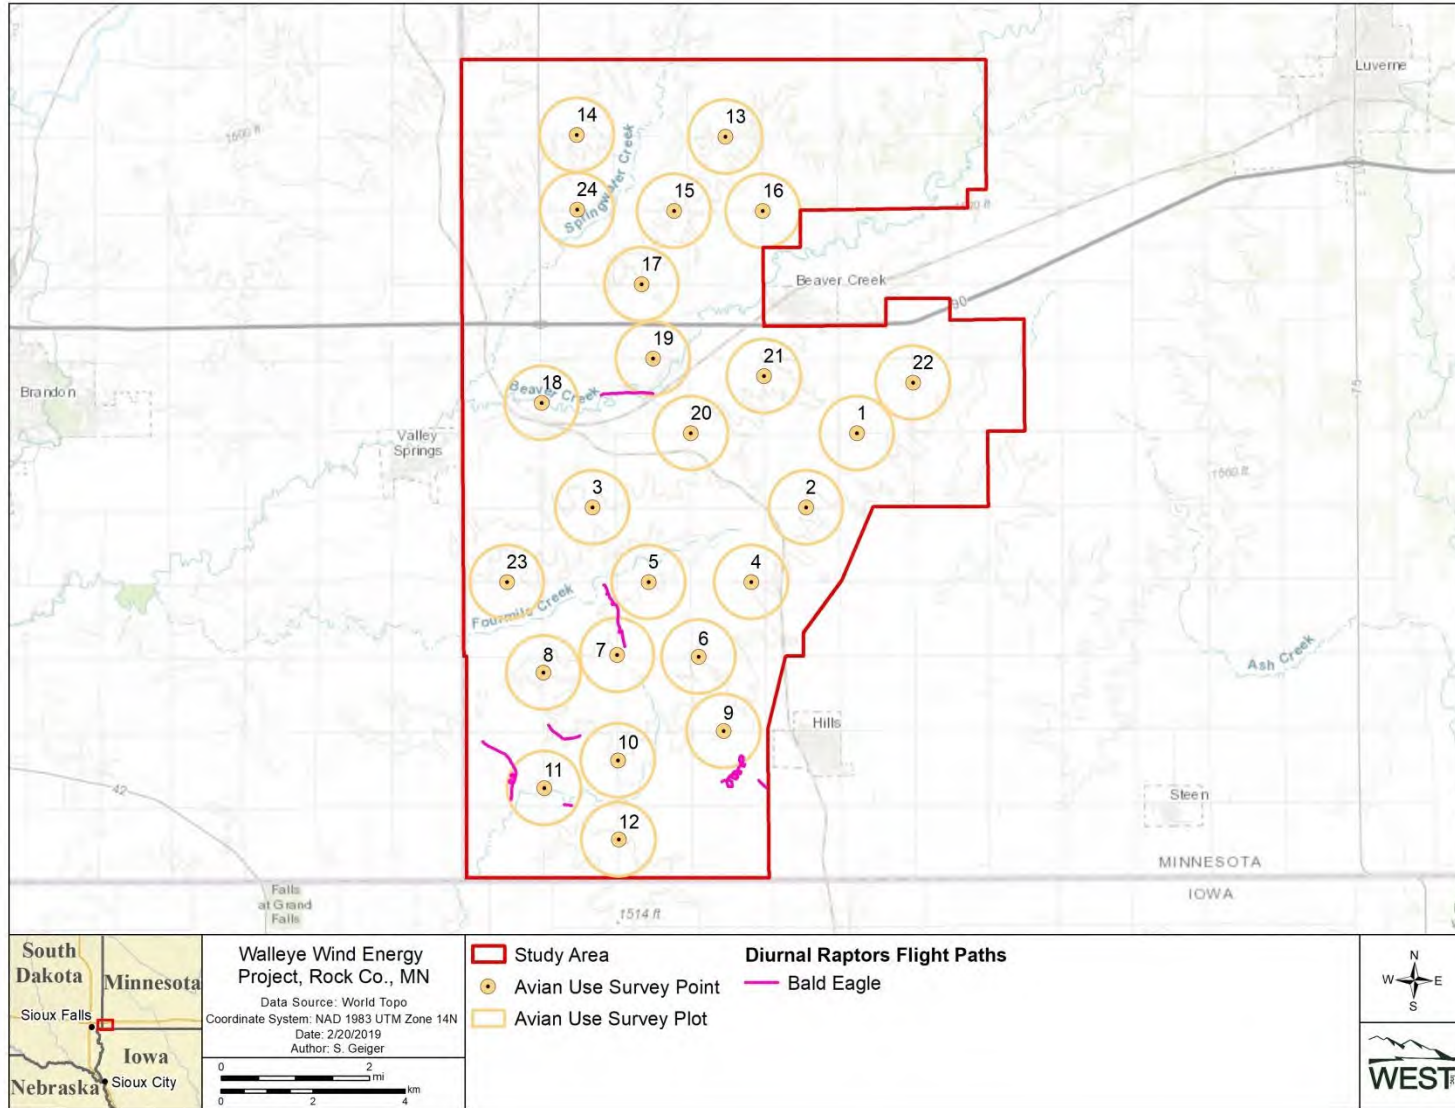 Luverne
1500 ft
14
13
Springwater Creek
24
15
16
1500 ft
17
Beaver Creek
90
19
21
22
Brandon
18
Beaver Creek
20
1
75
Valley
Springs
1500 ft
3
2
23
5
4
Fourmile Creek
8
7
6
Ash Creek
9
Hills
10
11
42
Steen
12
MINNESOTA
IOWA
Falls
at Grand
Falls
1514 ft
South
Dakota
Minnesota
Sioux Falls
Iowa
Nebraska
Sioux City
Walleye Wind Energy
Project, Rock Co., MN
Data Source: World Topo
Coordinate System: NAD 1983 UTM Zone 14N
Date: 2/20/2019
Author: S. Geiger
0 2
mi
km
0 2 4
Study Area
Avian Use Survey Point
Avian Use Survey Plot
Diurnal Raptors Flight Paths
Bald Eagle
N
W E
S
WEST